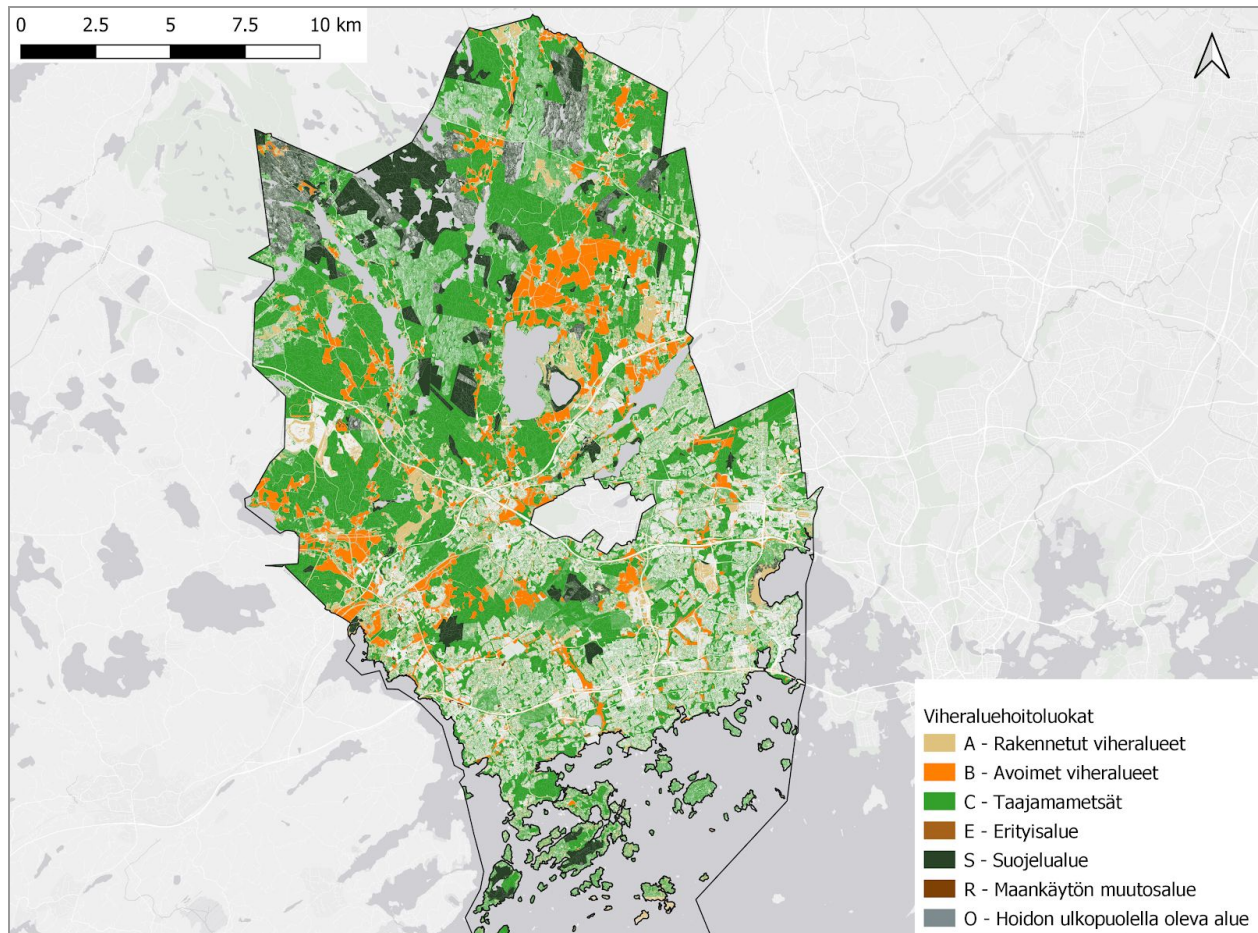 0 2.5 5 7.5 10 km
Viheraluehoitoluokat
A - Rakennetut viheralueet
B - Avoimet viheralueet
C - Taajamametsät
E - Erityisalue
S - Suojelualue
R - Maankäytön muutosalue
O - Hoidon ulkopuolella oleva alue